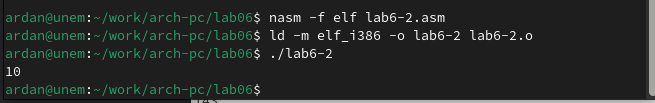 ardan@unem:~/work/arch-pc/lab06$ nasm -f elf lab6-2.asm
ardan@unem:~/work/arch-pc/lab06$ ld -m elf_i386 -o lab6-2 lab6-2.o
ardan@unem:~/work/arch-pc/lab06$ ./lab6-2
10
ardan@unem:~/work/arch-pc/lab06$